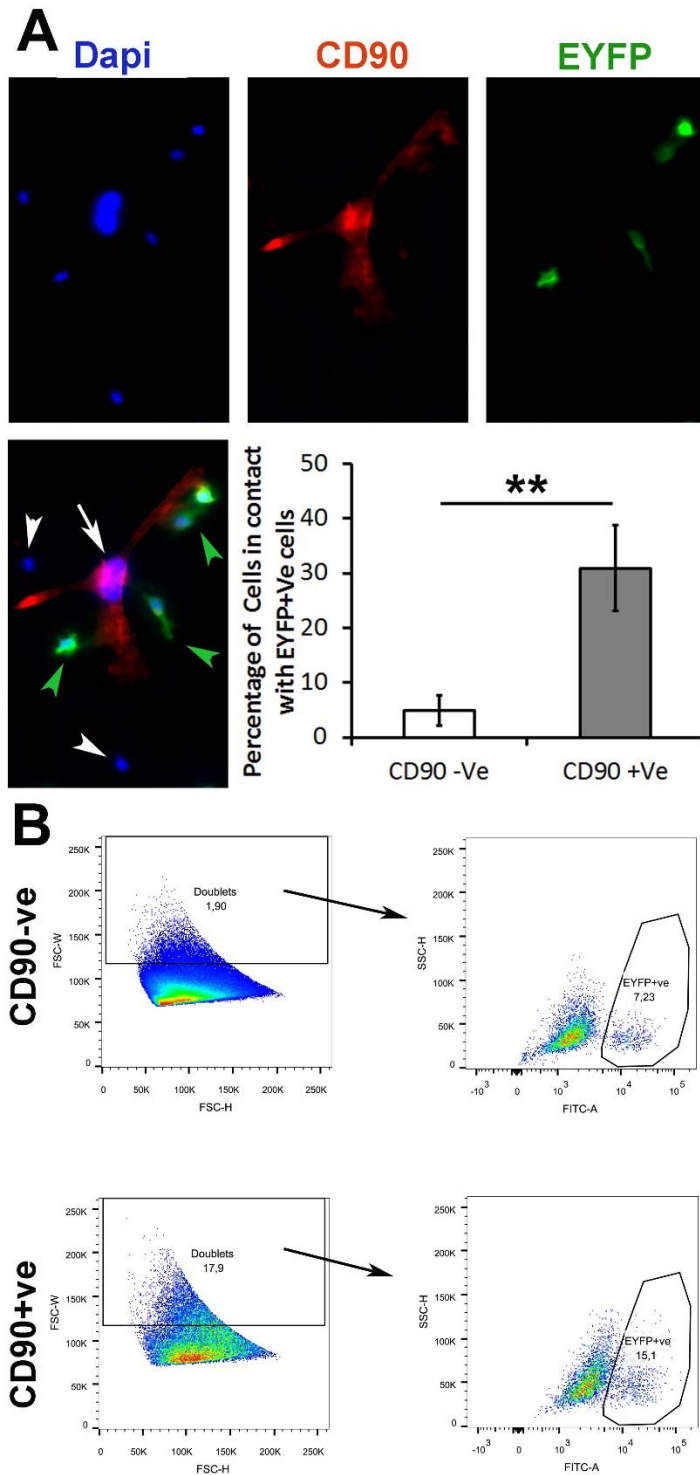 A
Dapi CD90 EYFP
Percentage of Cells in contact
with EYFP+Ve cells
50
40
30
20
10
0
**
CD90 -Ve CD90 +Ve
B
CD90-ve
FSC-W
250K
200K
150K
100K
50K
0
Doublets
1,90
0 50K 100K 150K 200K 250K
FSC-H
SSC-H
250K
200K
150K
100K
50K
0
EYFP+ve
7,23
-10³ 0 10³ 10⁴ 10⁵
FITC-A
CD90+ve
FSC-W
250K
200K
150K
100K
50K
0
Doublets
17,9
0 50K 100K 150K 200K 250K
FSC-H
SSC-H
250K
200K
150K
100K
50K
0
EYFP+ve
15,1
-10³ 0 10³ 10⁴ 10⁵
FITC-A